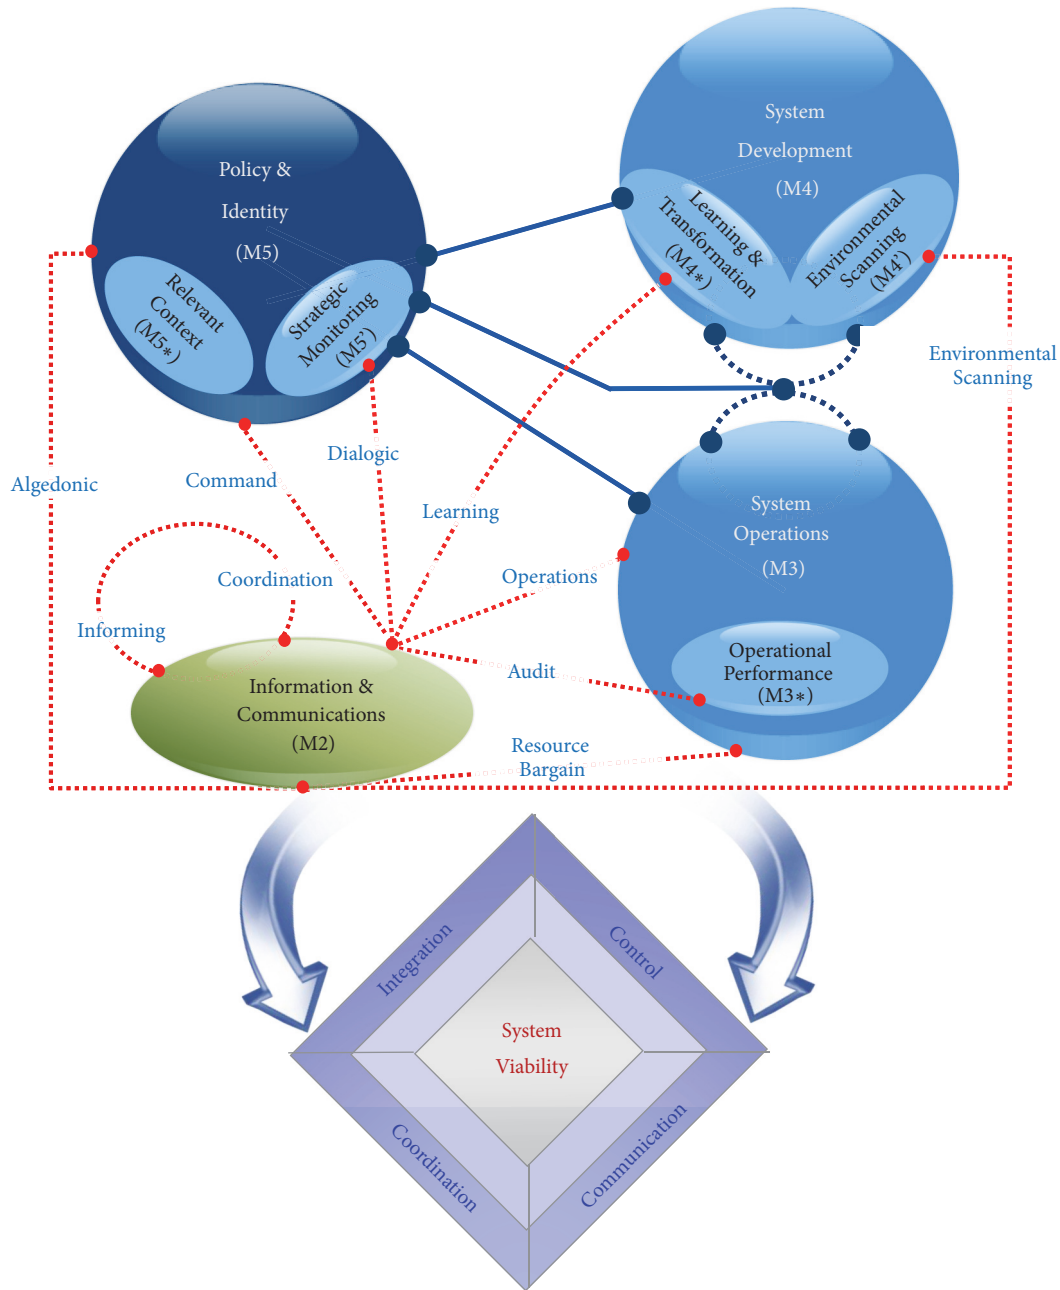 Policy &
Identity
(M5)
Relevant
Context
(M5*)
Strategic
Monitoring
(M5’)
System
Development
(M4)
Learning &
Transformation
(M4*)
Environmental
Scanning
(M4’)
Environmental
Scanning
Algedonic
Command
Dialogic
Learning
Operations
Coordination
Informing
Audit
Resource
Bargain
System
Operations
(M3)
Operational
Performance
(M3*)
Information &
Communications
(M2)
Integration
Control
System
Viability
Coordination
Communication